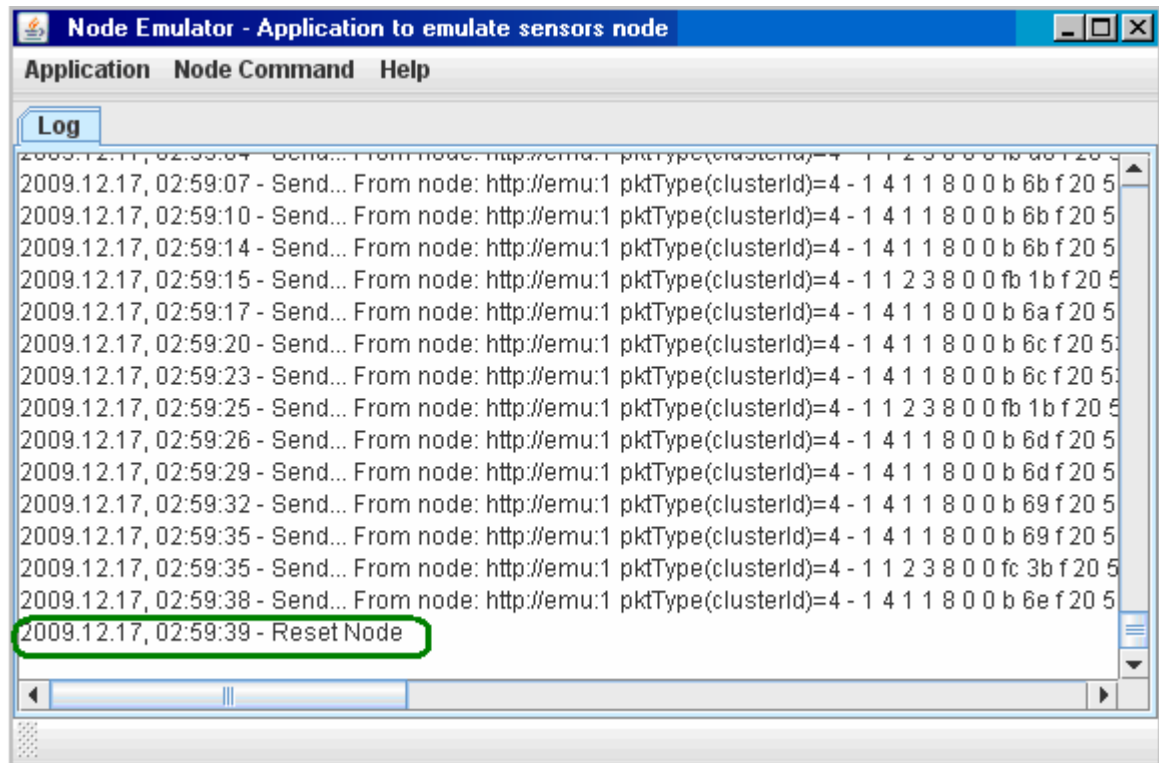 Node Emulator - Application to emulate sensors node
Application Node Command Help
Log
2009.12.17, 02:59:07 - Send... From node: http://emu:1 pktType(clusterId)=4 - 1 4 1 1 8 0 0 b 6b f 20 5
2009.12.17, 02:59:10 - Send... From node: http://emu:1 pktType(clusterId)=4 - 1 4 1 1 8 0 0 b 6b f 20 5
2009.12.17, 02:59:14 - Send... From node: http://emu:1 pktType(clusterId)=4 - 1 4 1 1 8 0 0 b 6b f 20 5
2009.12.17, 02:59:15 - Send... From node: http://emu:1 pktType(clusterId)=4 - 1 1 2 3 8 0 0 fb 1b f 20 5
2009.12.17, 02:59:17 - Send... From node: http://emu:1 pktType(clusterId)=4 - 1 4 1 1 8 0 0 b 6a f 20 5
2009.12.17, 02:59:20 - Send... From node: http://emu:1 pktType(clusterId)=4 - 1 4 1 1 8 0 0 b 6c f 20 53
2009.12.17, 02:59:23 - Send... From node: http://emu:1 pktType(clusterId)=4 - 1 4 1 1 8 0 0 b 6c f 20 53
2009.12.17, 02:59:25 - Send... From node: http://emu:1 pktType(clusterId)=4 - 1 1 2 3 8 0 0 fb 1b f 20 5
2009.12.17, 02:59:26 - Send... From node: http://emu:1 pktType(clusterId)=4 - 1 4 1 1 8 0 0 b 6d f 20 5
2009.12.17, 02:59:29 - Send... From node: http://emu:1 pktType(clusterId)=4 - 1 4 1 1 8 0 0 b 6d f 20 5
2009.12.17, 02:59:32 - Send... From node: http://emu:1 pktType(clusterId)=4 - 1 4 1 1 8 0 0 b 69 f 20 5
2009.12.17, 02:59:35 - Send... From node: http://emu:1 pktType(clusterId)=4 - 1 4 1 1 8 0 0 b 69 f 20 5
2009.12.17, 02:59:35 - Send... From node: http://emu:1 pktType(clusterId)=4 - 1 1 2 3 8 0 0 fc 3b f 20 5
2009.12.17, 02:59:38 - Send... From node: http://emu:1 pktType(clusterId)=4 - 1 4 1 1 8 0 0 b 6e f 20 5
2009.12.17, 02:59:39 - Reset Node